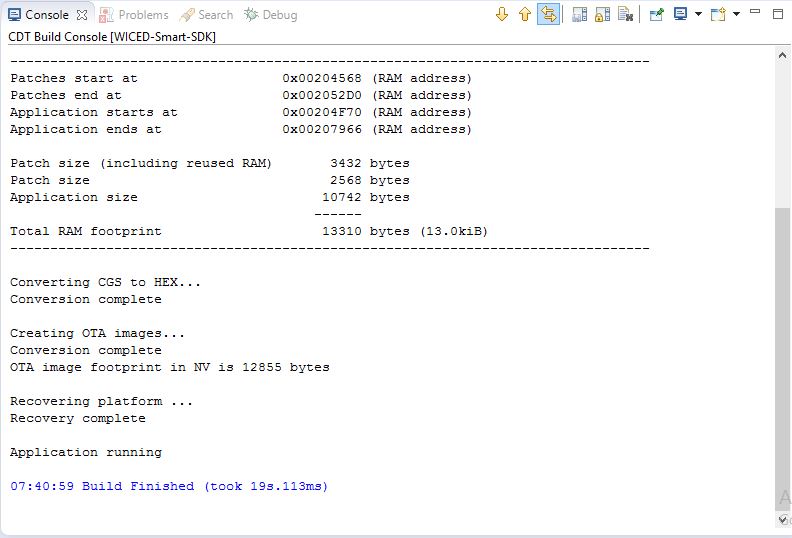 Console Problems Search Debug
CDT Build Console [WICED-Smart-SDK]
--------------------------------------------------------------------------------
Patches start at 0x00204568 (RAM address)
Patches end at 0x002052D0 (RAM address)
Application starts at 0x00204F70 (RAM address)
Application ends at 0x00207966 (RAM address)
Patch size (including reused RAM) 3432 bytes
Patch size 2568 bytes
Application size 10742 bytes
------
Total RAM footprint 13310 bytes (13.0kiB)
--------------------------------------------------------------------------------
Converting CGS to HEX...
Conversion complete
Creating OTA images...
Conversion complete
OTA image footprint in NV is 12855 bytes
Recovering platform ...
Recovery complete
Application running
07:40:59 Build Finished (took 19s.113ms)